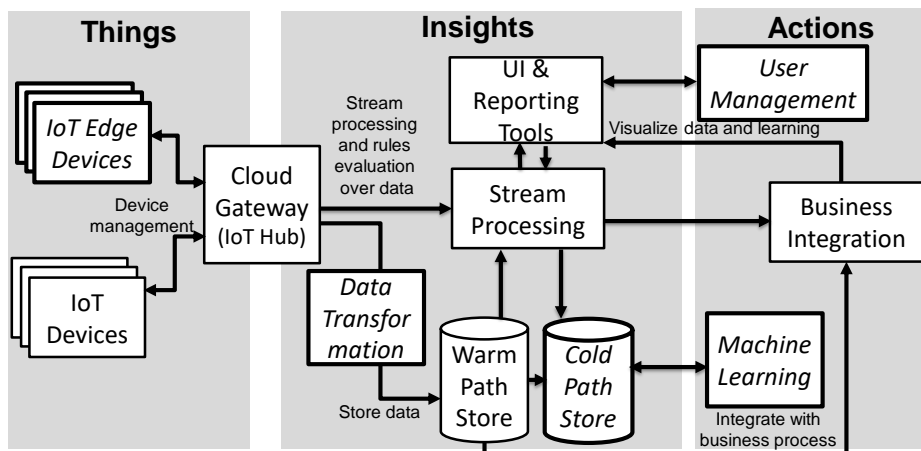 Things
Insights
Actions
IoT Edge
Devices
Device
management
IoT
Devices
Cloud
Gateway
(IoT Hub)
Stream
processing
and rules
evaluation
over data
Data
Transfor
mation
Store data
UI &
Reporting
Tools
Stream
Processing
Warm
Path
Store
Cold
Path
Store
User
Management
Visualize data and learning
Business
Integration
Machine
Learning
Integrate with
business process